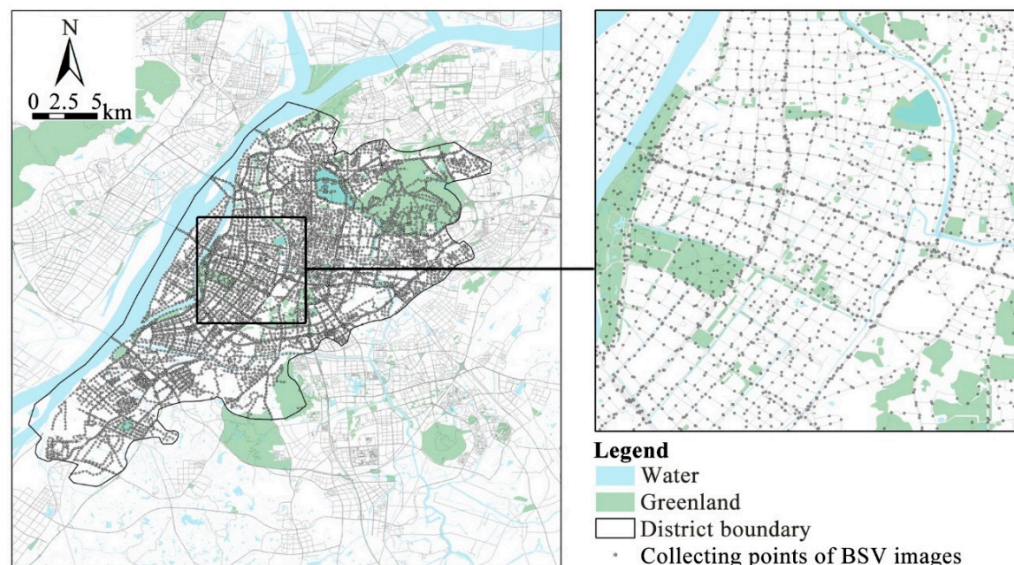 N
0 2.5 5
km
Legend
Water
Greenland
District boundary
Collecting points of BSV images